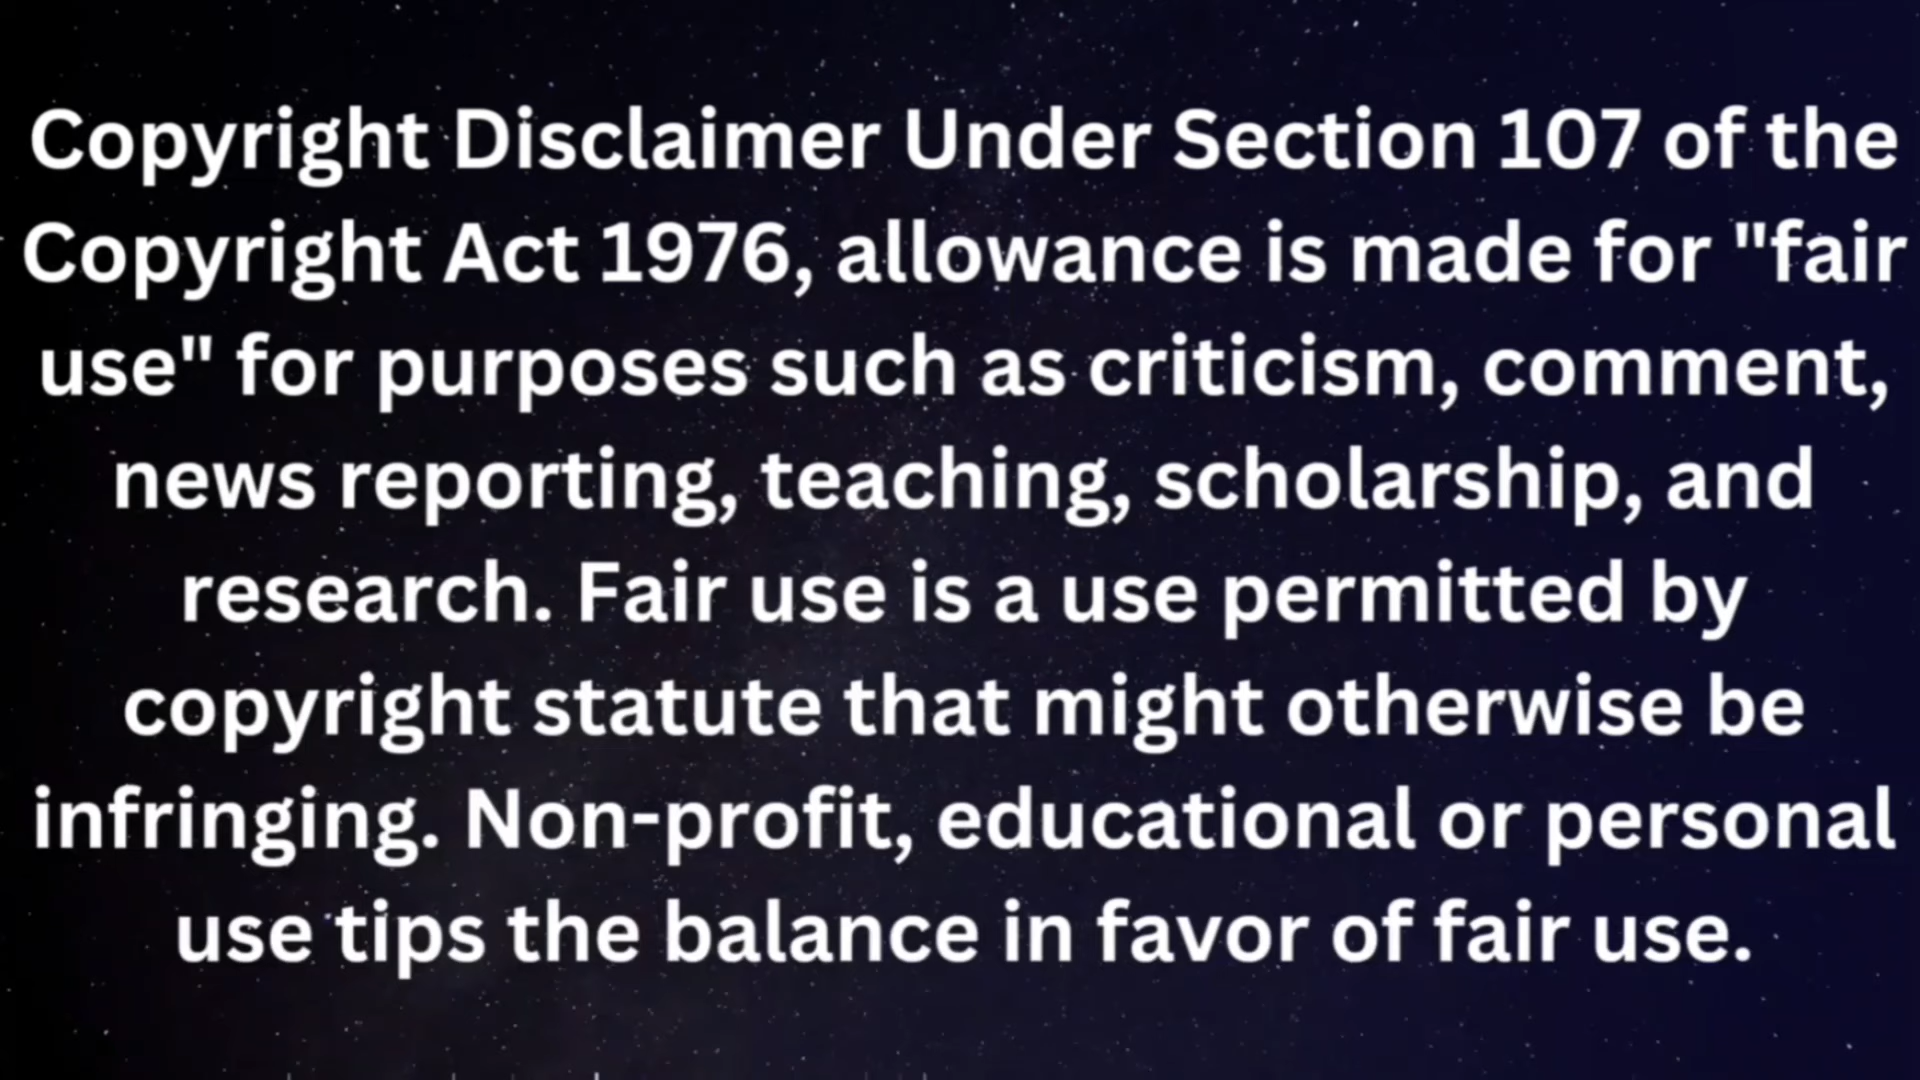 Copyright Disclaimer Under Section 107 of the
Copyright Act 1976, allowance is made for "fair
use" for purposes such as criticism, comment,
news reporting, teaching, scholarship, and
research. Fair use is a use permitted by
copyright statute that might otherwise be
infringing. Non-profit, educational or personal
use tips the balance in favor of fair use.